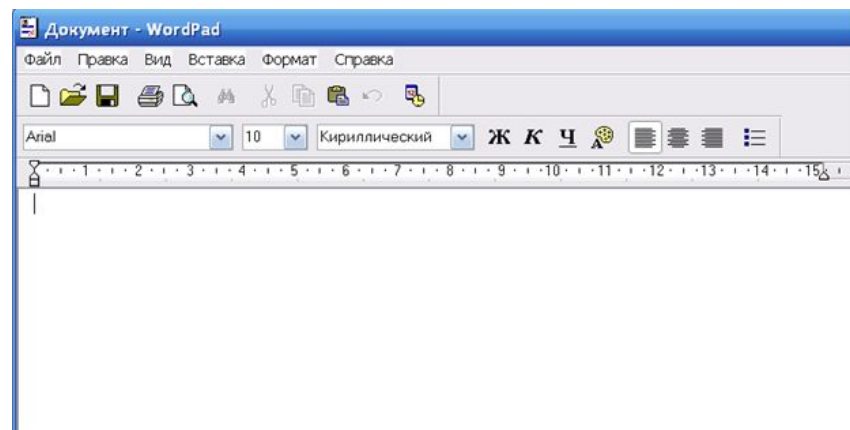 Документ - WordPad
Файл Правка Вид Вставка Формат Справка
Arial 10 Кириллический Ж К Ч
1 2 3 4 5 6 7 8 9 10 11 12 13 14 15